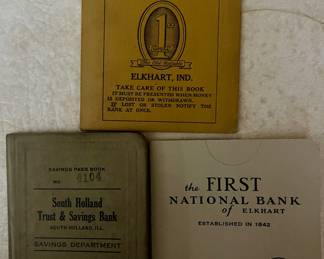 1
ELKHART, IND.
TAKE CARE OF THIS BOOK
IT MUST BE PRESENTED WHEN MONEY
IS DEPOSITED OR WITHDRAWN.
IF LOST OR STOLEN NOTIFY THE
BANK AT ONCE.
SAVINGS PASS BOOK
NO. 4104
South Holland
Trust & Savings Bank
SOUTH HOLLAND, ILL.
SAVINGS DEPARTMENT
the FIRST
NATIONAL BANK
of ELKHART
ESTABLISHED IN 1842